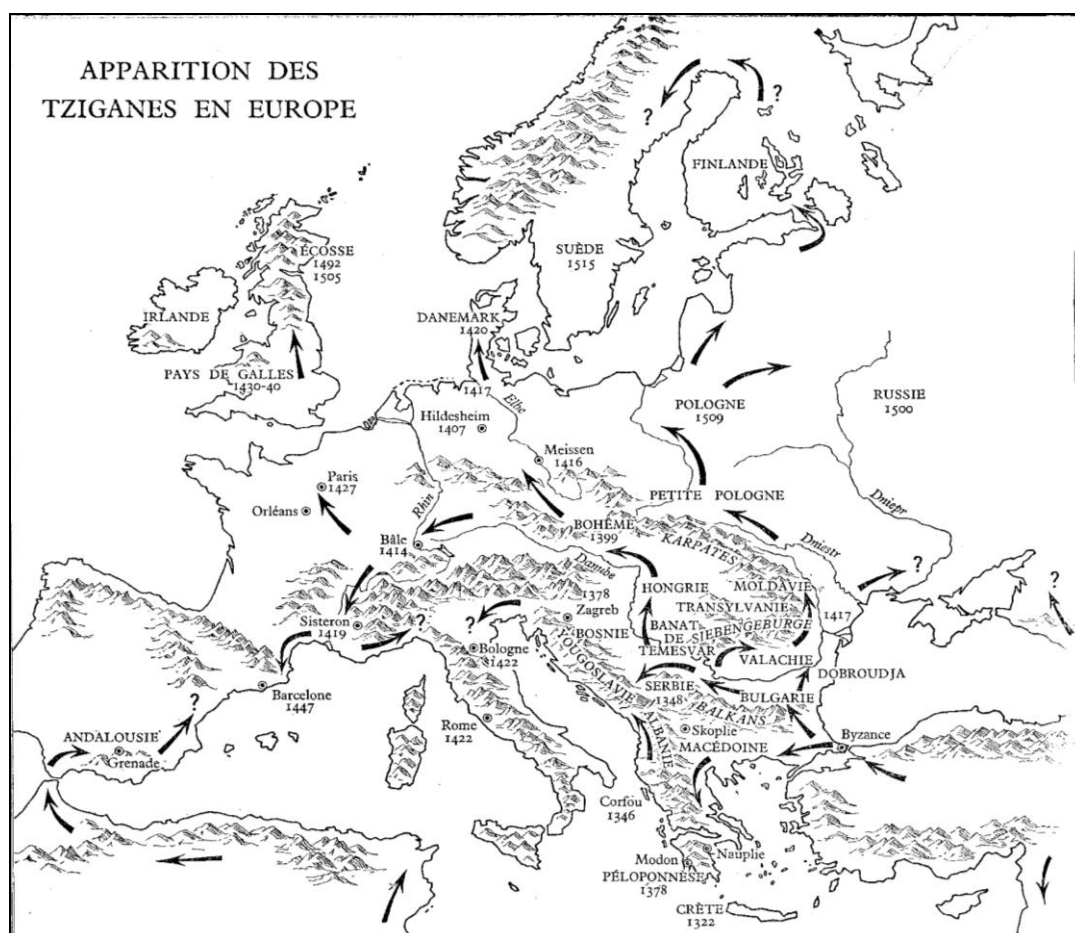 APPARITION DES
TZIGANES EN EUROPE
?
?
FINLANDE
SUÈDE
1515
ÉCOSSE
1492
1505
IRLANDE
DANEMARK
1420
PAYS DE GALLES
1430-40
1417
Elbe
Hildesheim
1407
POLOGNE
1509
RUSSIE
1500
Meissen
1416
Paris
1427
Orléans
Rhin
PETITE POLOGNE
Dniepr
BOHÊME
1399
KARPATES
Dniestr
Bâle
1414
Danube
?
1378
Zagreb
HONGRIE
MOLDAVIE
?
TRANSYLVANIE
1417
Sisteron
1419
?
?
BOSNIE
BANAT
DE
TEMESVAR
SIEBENGEBURGE
Bologne
1422
YOUGOSLAVIE
VALACHIE
DOBROUDJA
SERBIE
1348
BULGARIE
BALKANS
Barcelone
1447
?
Rome
1422
ALBANIE
Skoplie
MACÉDOINE
Byzance
ANDALOUSIE
Grenade
Corfou
1346
Modon
Nauplie
PÉLOPONNÈSE
1378
CRÈTE
1322